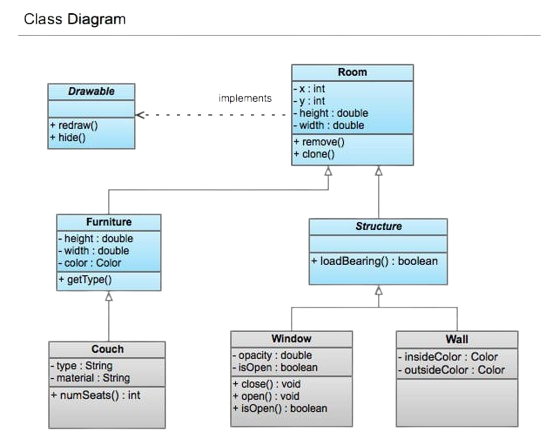 Class Diagram
Drawable
+ redraw()
+ hide()
implements
Room
- x : int
- y : int
- height : double
- width : double
+ remove()
+ clone()
Furniture
- height : double
- width : double
- color : Color
+ getType()
Structure
+ loadBearing() : boolean
Couch
- type : String
- material : String
+ numSeats() : int
Window
- opacity : double
- isOpen : boolean
+ close() : void
+ open() : void
+ isOpen() : boolean
Wall
- insideColor : Color
- outsideColor : Color